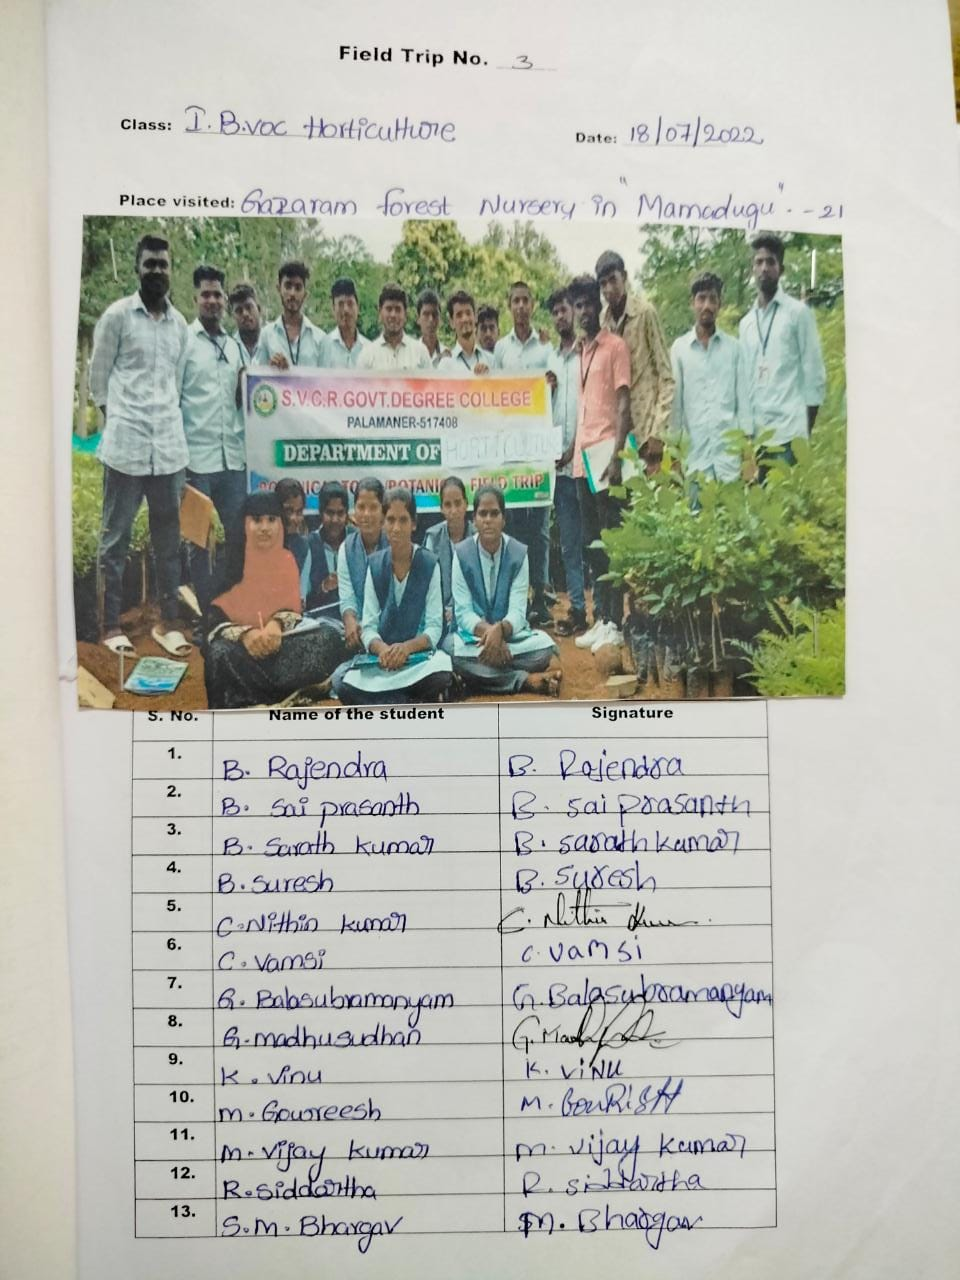 Field Trip No. 3
Class: I. B.voc Horticulture
Date: 18/07/2022
Place visited: Gazaram forest Nursery in "Mamadugu". - 21
S.V.C.R.GOVT.DEGREE COLLEGE
PALAMANER-517408
DEPARTMENT OF HORTICULTURE
FIELD TRIP
S. No. Name of the student Signature
1. B. Rajendra B. Rajendra
2. B. Sai prasanth B. Sai prasanth
3. B. Sarath kumar B. sarath kumar
4. B. Suresh B. Suresh
5. C. Nithin kumar C. Nithin Kumar
6. C. Vamsi C. vamsi
7. G. Balasubramanyam G. Balasubramanyam
8. G. madhusudhan
9. K. Vinu K. ViNU
10. M. Gowreesh M. GouRiSH
11. M. Vijay kumar M. vijay kumar
12. R. Siddartha R. siddartha
13. S.M. Bhargav M. Bhargav